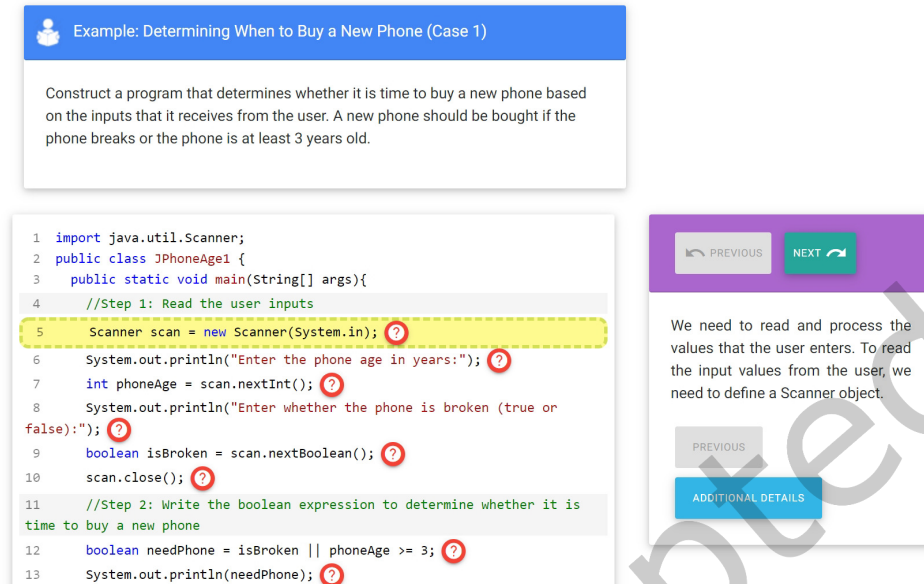 Example: Determining When to Buy a New Phone (Case 1)
Construct a program that determines whether it is time to buy a new phone based
on the inputs that it receives from the user. A new phone should be bought if the
phone breaks or the phone is at least 3 years old.
1 import java.util.Scanner;
2 public class JPhoneAge1 {
3 public static void main(String[] args){
4 //Step 1: Read the user inputs
5 Scanner scan = new Scanner(System.in); ?
6 System.out.println("Enter the phone age in years:"); ?
7 int phoneAge = scan.nextInt(); ?
8 System.out.println("Enter whether the phone is broken (true or
false):"); ?
9 boolean isBroken = scan.nextBoolean(); ?
10 scan.close(); ?
11 //Step 2: Write the boolean expression to determine whether it is
time to buy a new phone
12 boolean needPhone = isBroken || phoneAge >= 3; ?
13 System.out.println(needPhone); ?
PREVIOUS NEXT
We need to read and process the
values that the user enters. To read
the input values from the user, we
need to define a Scanner object.
PREVIOUS
ADDITIONAL DETAILS